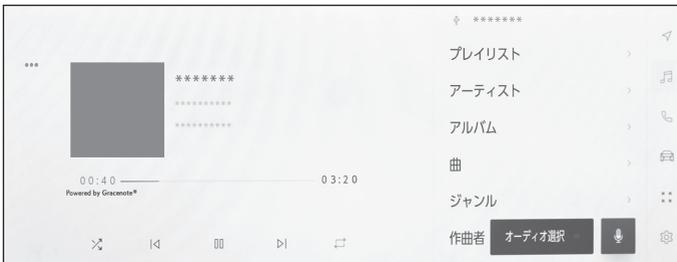 *******
**********
**********
00:40
03:20
Powered by Gracenote®
*******
プレイリスト
アーティスト
アルバム
曲
ジャンル
作曲者
オーディオ選択